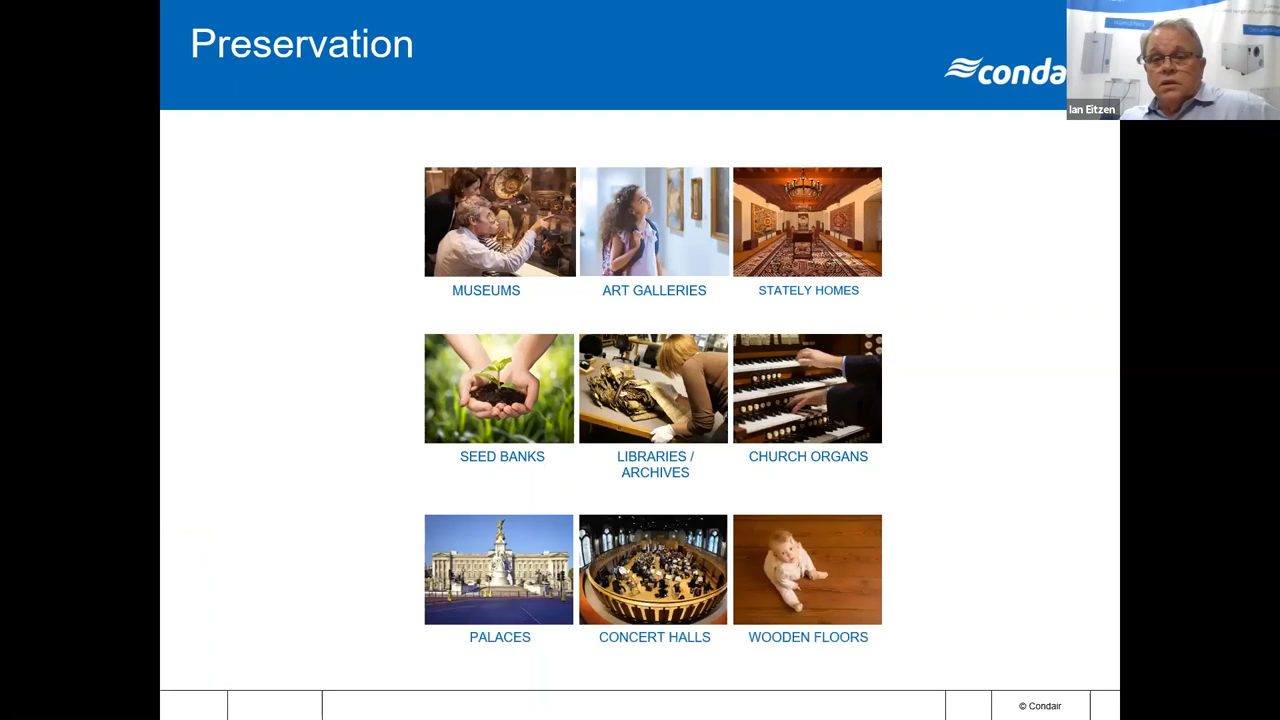 Preservation
conda
Ian Eitzen
MUSEUMS
ART GALLERIES
STATELY HOMES
SEED BANKS
LIBRARIES /
ARCHIVES
CHURCH ORGANS
PALACES
CONCERT HALLS
WOODEN FLOORS
© Condair